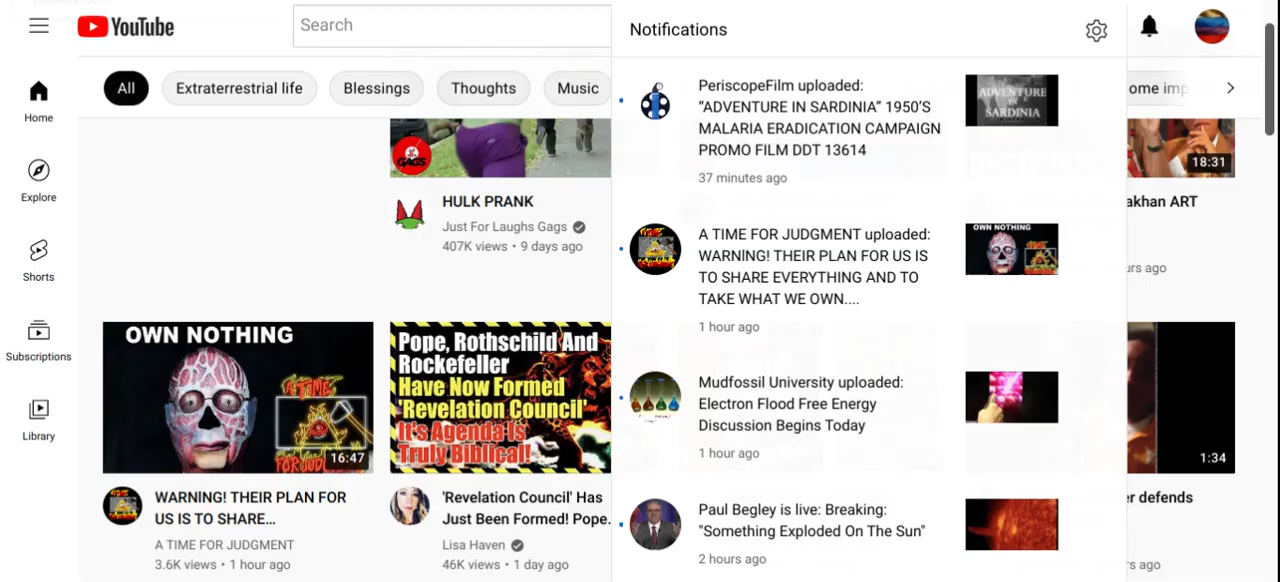 YouTube
Search
Notifications
All
Extraterrestrial life
Blessings
Thoughts
Music
ome imp
Home
Explore
Shorts
Subscriptions
Library
GAGS
HULK PRANK
Just For Laughs Gags
407K views • 9 days ago
PeriscopeFilm uploaded:
“ADVENTURE IN SARDINIA” 1950’S
MALARIA ERADICATION CAMPAIGN
PROMO FILM DDT 13614
37 minutes ago
ADVENTURE
IN
SARDINIA
A TIME FOR JUDGMENT uploaded:
WARNING! THEIR PLAN FOR US IS
TO SHARE EVERYTHING AND TO
TAKE WHAT WE OWN....
1 hour ago
OWN NOTHING
Mudfossil University uploaded:
Electron Flood Free Energy
Discussion Begins Today
1 hour ago
Paul Begley is live: Breaking:
"Something Exploded On The Sun"
2 hours ago
18:31
akhan ART
urs ago
OWN NOTHING
A TIME
FOR JUD
16:47
WARNING! THEIR PLAN FOR
US IS TO SHARE...
A TIME FOR JUDGMENT
3.6K views • 1 hour ago
Pope, Rothschild And
Rockefeller
Have Now Formed
'Revelation Council'
It's Agenda Is
Truly Biblical!
'Revelation Council' Has
Just Been Formed! Pope.
Lisa Haven
46K views • 1 day ago
1:34
er defends
rs ago